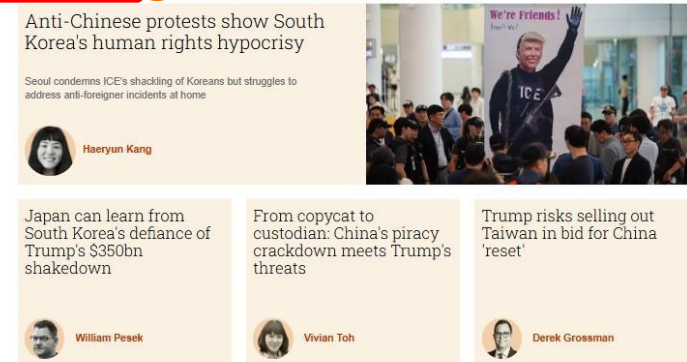 Anti-Chinese protests show South
Korea's human rights hypocrisy
Seoul condemns ICE's shackling of Koreans but struggles to
address anti-foreigner incidents at home
Haeryun Kang
We're Friends!
ICE
Japan can learn from
South Korea's defiance of
Trump's $350bn
shakedown
William Pesek
From copycat to
custodian: China's piracy
crackdown meets Trump's
threats
Vivian Toh
Trump risks selling out
Taiwan in bid for China
'reset'
Derek Grossman